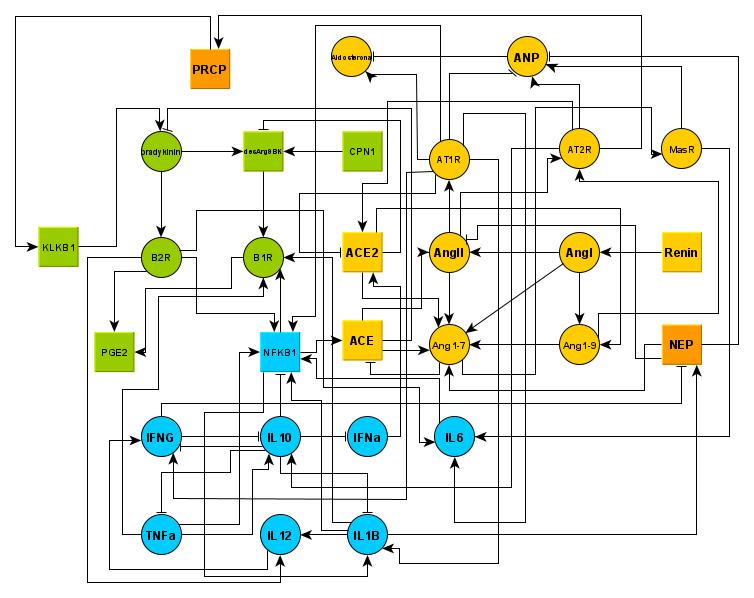 Aldosterona
ANP
PRCP
bradykinin
desArg9BK
CPN1
AT1R
AT2R
MasR
KLKB1
B2R
B1R
ACE2
AngII
AngI
Renin
PGE2
NFKB1
ACE
Ang1-7
Ang1-9
NEP
IFNG
IL10
IFNa
IL6
TNFa
IL12
IL1B